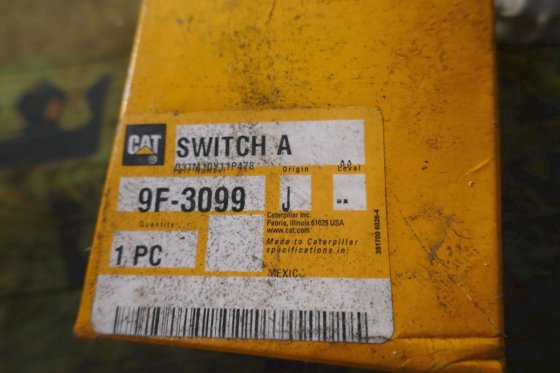 CAT
SWITCH A
Origin
Level
9F-3099
J
Quantity
1 PC
Caterpillar Inc.
Peoria, Illinois 61629 USA
www.cat.com
Made to Caterpillar
specifications in:
MEXICO